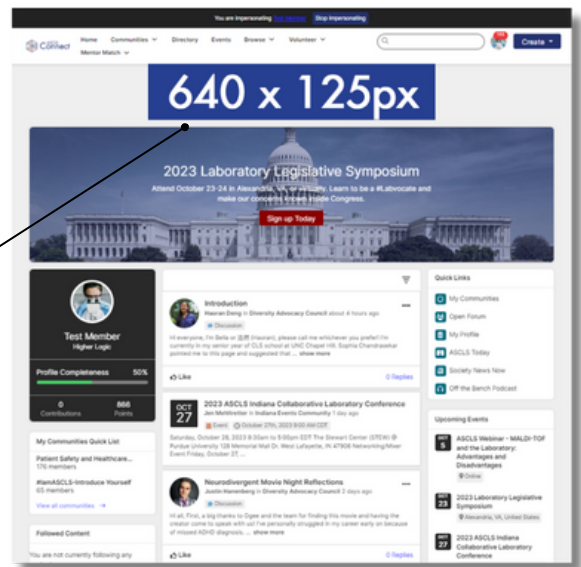 You are impersonating Test Member Stop Impersonating
Connect
Home Communities Directory Events Browse Volunteer
Mentor Match
Create
640 x 125px
2023 Laboratory Legislative Symposium
Attend October 23-24 in Alexandria, VA, or virtually. Learn to be a #Labvocate and
make our concerns known inside Congress.
Sign up Today
Test Member
Higher Logic
Profile Completeness 50%
0 866
Contributions Points
My Communities Quick List
Patient Safety and Healthcare...
176 members
#IamASCLS-Introduce Yourself
65 members
View all communities →
Followed Content
You are not currently following any
Introduction
Haoran Deng in Diversity Advocacy Council about 4 hours ago
Discussion
Hi everyone, I'm Bella or (Haoran), please call me whichever you prefer! I'm
currently in my senior year of CLS school at UNC Chapel Hill. Sophia Chandrasekar
pointed me to this page and suggested that ... show more
Like 0 Replies
OCT
27
2023 ASCLS Indiana Collaborative Laboratory Conference
Jen in Indiana Events Community 1 day ago
Event October 27th, 2023 9:00 AM CDT
Saturday, October 28, 2023 8:30am to 5:00pm EDT The Stewart Center (STEW) @
Purdue University 128 Memorial Mall Dr. West Lafayette, IN 47906 Networking/Mixer
Event Friday, October 27, ...
Neurodivergent Movie Night Reflections
Justin Hanenberg in Diversity Advocacy Council 2 days ago
Discussion
Hi all, First, a big thanks to Ogee and the team for finding this movie and having the
creator come to speak with us! I've personally struggled in my career early on because
of missed ADHD diagnosis. ... show more
Like 0 Replies
Quick Links
My Communities
Open Forum
My Profile
ASCLS Today
Society News Now
Off the Bench Podcast
Upcoming Events
OCT
5
ASCLS Webinar - MALDI-TOF
and the Laboratory:
Advantages and
Disadvantages
Online
OCT
23
2023 Laboratory Legislative
Symposium
Alexandria, VA, United States
OCT
27
2023 ASCLS Indiana
Collaborative Laboratory
Conference